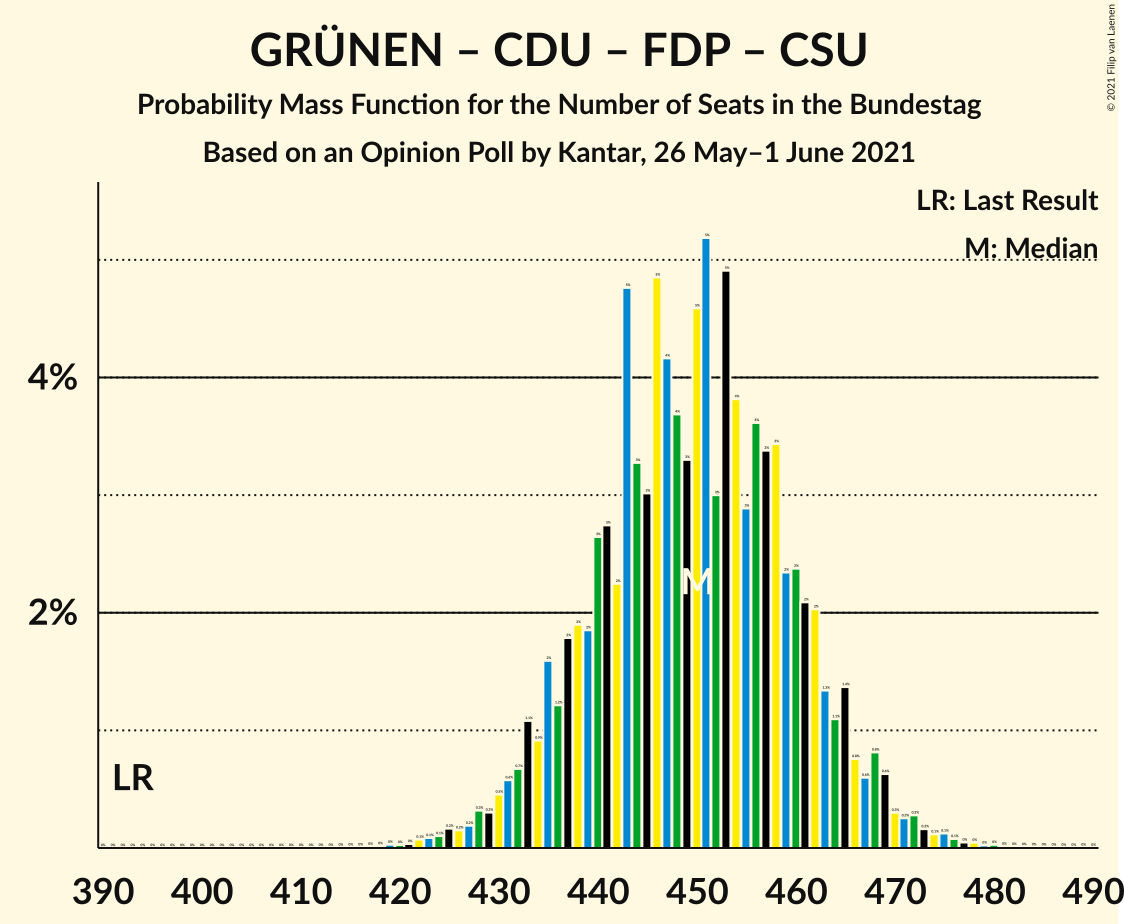 GRÜNEN – CDU – FDP – CSU
Probability Mass Function for the Number of Seats in the Bundestag
Based on an Opinion Poll by Kantar, 26 May–1 June 2021
© 2021 Filip van Laenen
LR: Last Result
M: Median
4%
2%
M
LR
390 400 410 420 430 440 450 460 470 480 490